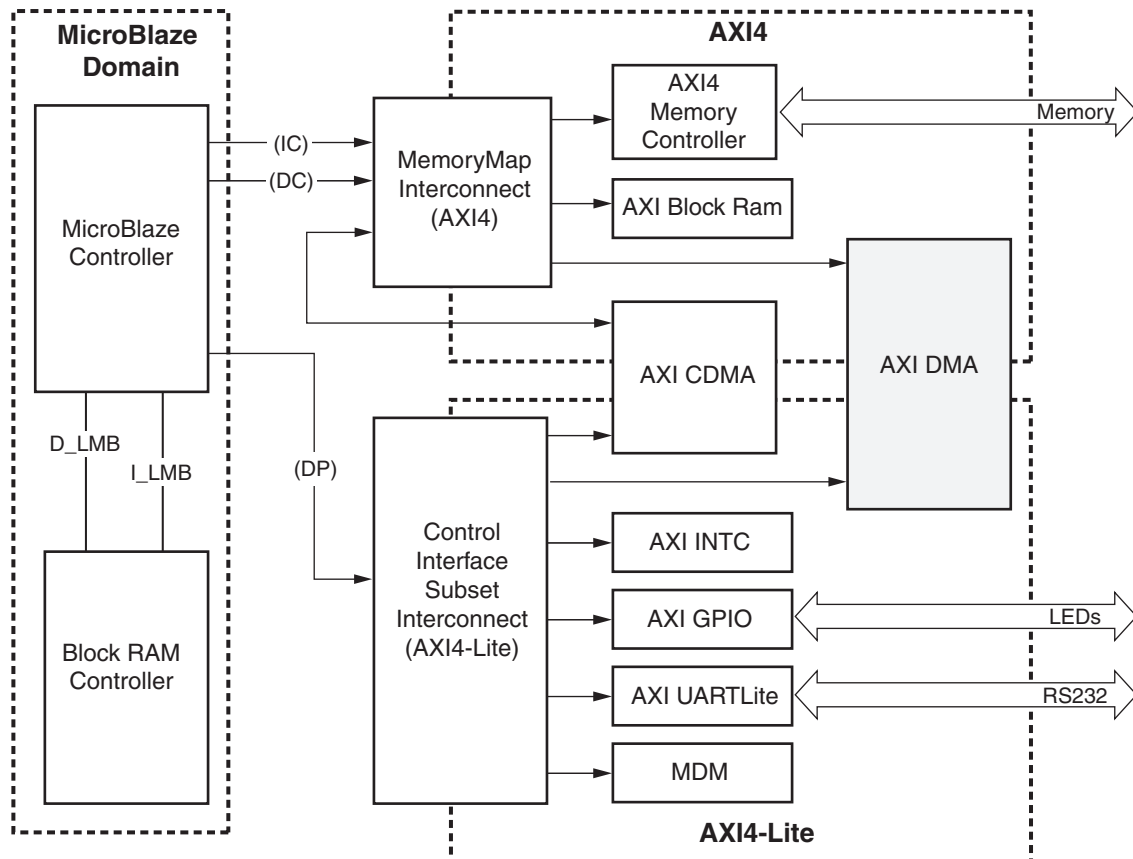 MicroBlaze
Domain
AXI4
AXI4
Memory
Controller
Memory
(IC)
(DC)
MemoryMap
Interconnect
(AXI4)
AXI Block Ram
MicroBlaze
Controller
AXI CDMA
AXI DMA
D_LMB
I_LMB
(DP)
Control
Interface
Subset
Interconnect
(AXI4-Lite)
AXI INTC
AXI GPIO
LEDs
Block RAM
Controller
AXI UARTLite
RS232
MDM
AXI4-Lite